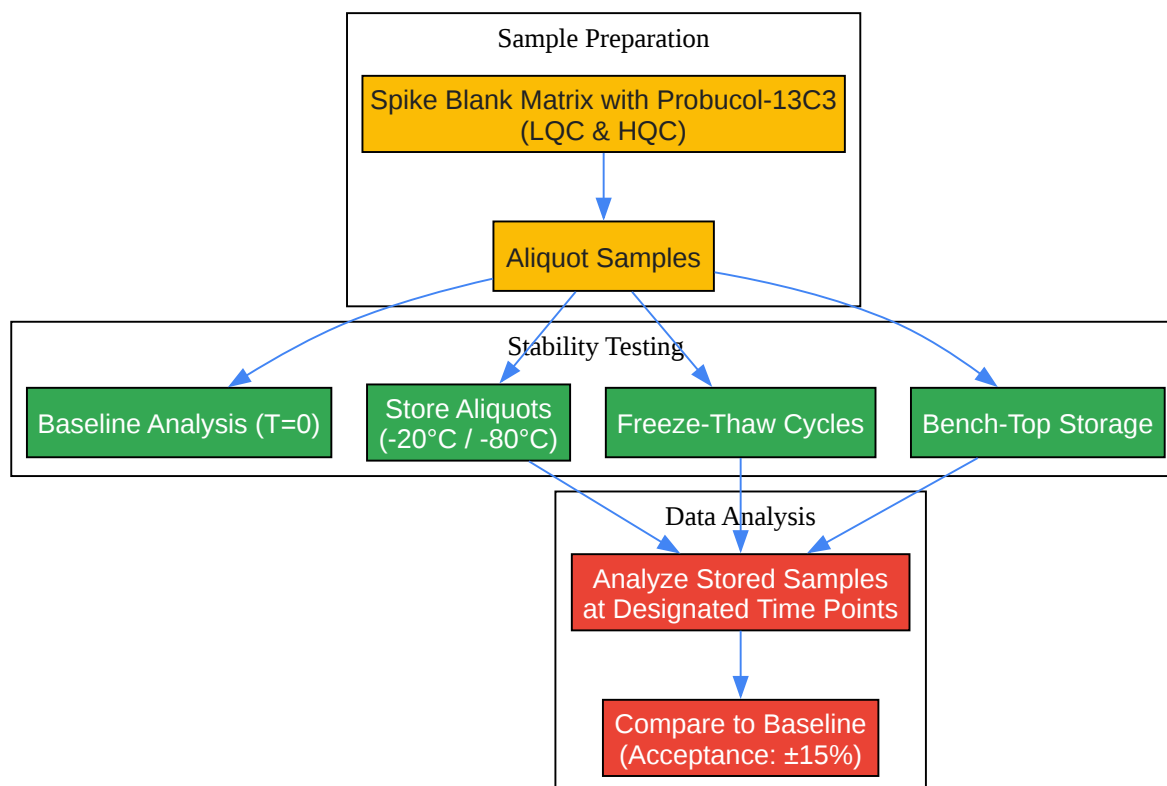 Sample Preparation
Spike Blank Matrix with Probucol-13C3
(LQC & HQC)
Aliquot Samples
Stability Testing
Baseline Analysis (T=0)
Store Aliquots
(-20°C / -80°C)
Freeze-Thaw Cycles
Bench-Top Storage
Data Analysis
Analyze Stored Samples
at Designated Time Points
Compare to Baseline
(Acceptance: ±15%)